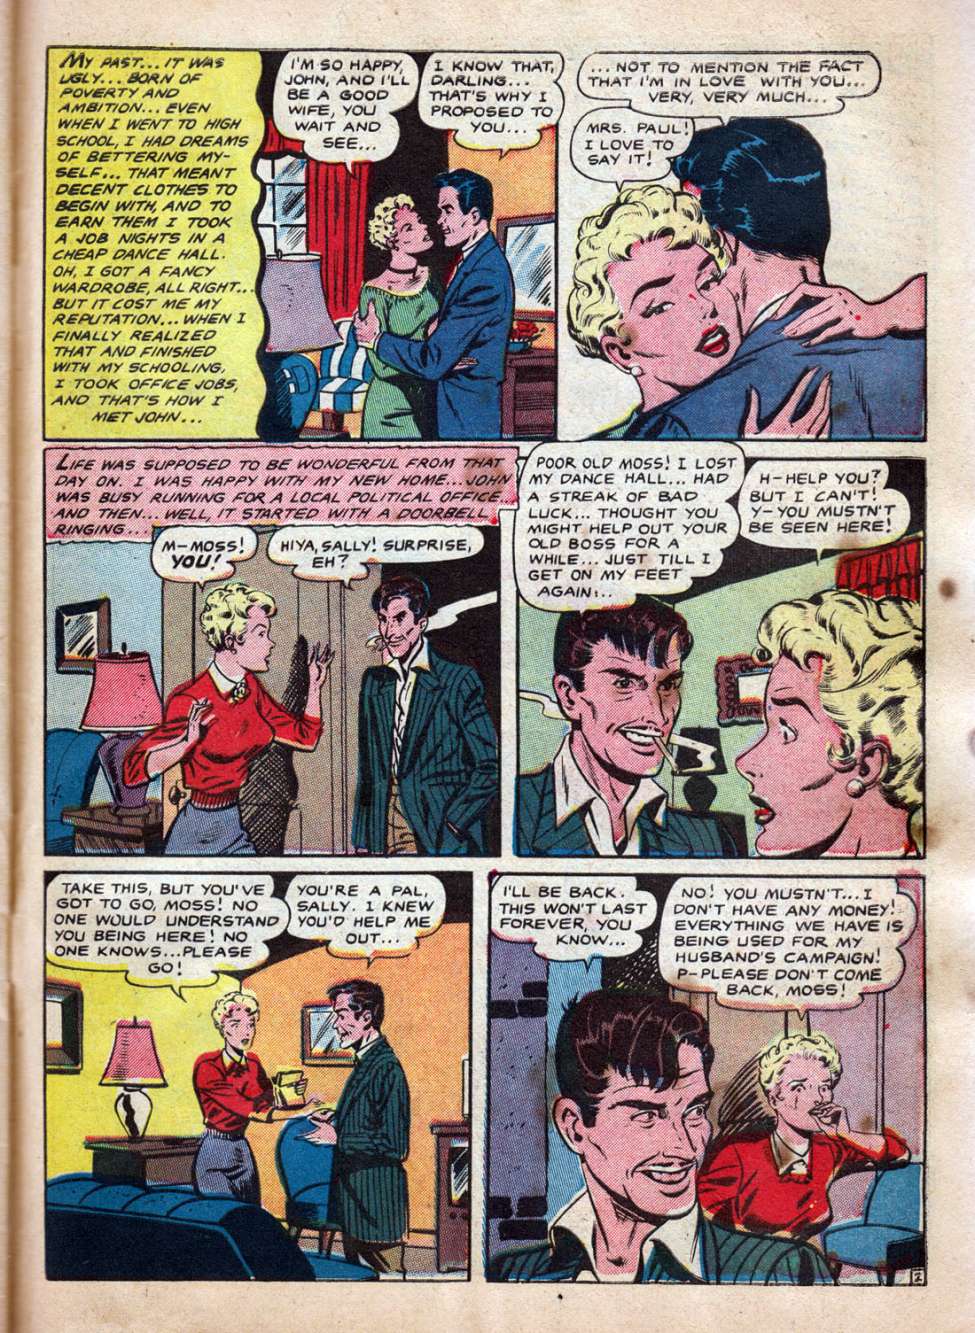 MY PAST... IT WAS
UGLY... BORN OF
POVERTY AND
AMBITION... EVEN
WHEN I WENT TO HIGH
SCHOOL, I HAD DREAMS
OF BETTERING MY-
SELF... THAT MEANT
DECENT CLOTHES TO
BEGIN WITH, AND TO
EARN THEM I TOOK
A JOB NIGHTS IN A
CHEAP DANCE HALL.
OH, I GOT A FANCY
WARDROBE, ALL RIGHT...
BUT IT COST ME MY
REPUTATION... WHEN I
FINALLY REALIZED
THAT AND FINISHED
WITH MY SCHOOLING,
I TOOK OFFICE JOBS,
AND THAT'S HOW I
MET JOHN...
I'M SO HAPPY,
JOHN, AND I'LL
BE A GOOD
WIFE, YOU
WAIT AND
SEE...
I KNOW THAT,
DARLING...
THAT'S WHY I
PROPOSED TO
YOU...
...NOT TO MENTION THE FACT
THAT I'M IN LOVE WITH YOU...
VERY, VERY MUCH...
MRS. PAUL!
I LOVE TO
SAY IT!
LIFE WAS SUPPOSED TO BE WONDERFUL FROM THAT
DAY ON. I WAS HAPPY WITH MY NEW HOME... JOHN
WAS BUSY RUNNING FOR A LOCAL POLITICAL OFFICE...
AND THEN... WELL, IT STARTED WITH A DOORBELL
RINGING...
M-MOSS!
YOU!
HIYA, SALLY! SURPRISE,
EH?
POOR OLD MOSS! I LOST
MY DANCE HALL... HAD
A STREAK OF BAD
LUCK... THOUGHT YOU
MIGHT HELP OUT YOUR
OLD BOSS FOR A
WHILE... JUST TILL I
GET ON MY FEET
AGAIN...
H-HELP YOU?
BUT I CAN'T!
Y-YOU MUSTN'T
BE SEEN HERE!
TAKE THIS, BUT YOU'VE
GOT TO GO, MOSS! NO
ONE WOULD UNDERSTAND
YOU BEING HERE! NO
ONE KNOWS... PLEASE
GO!
YOU'RE A PAL,
SALLY. I KNEW
YOU'D HELP ME
OUT...
I'LL BE BACK.
THIS WON'T LAST
FOREVER, YOU
KNOW...
NO! YOU MUSTN'T... I
DON'T HAVE ANY MONEY!
EVERYTHING WE HAVE IS
BEING USED FOR MY
HUSBAND'S CAMPAIGN!
P-PLEASE DON'T COME
BACK, MOSS!
2